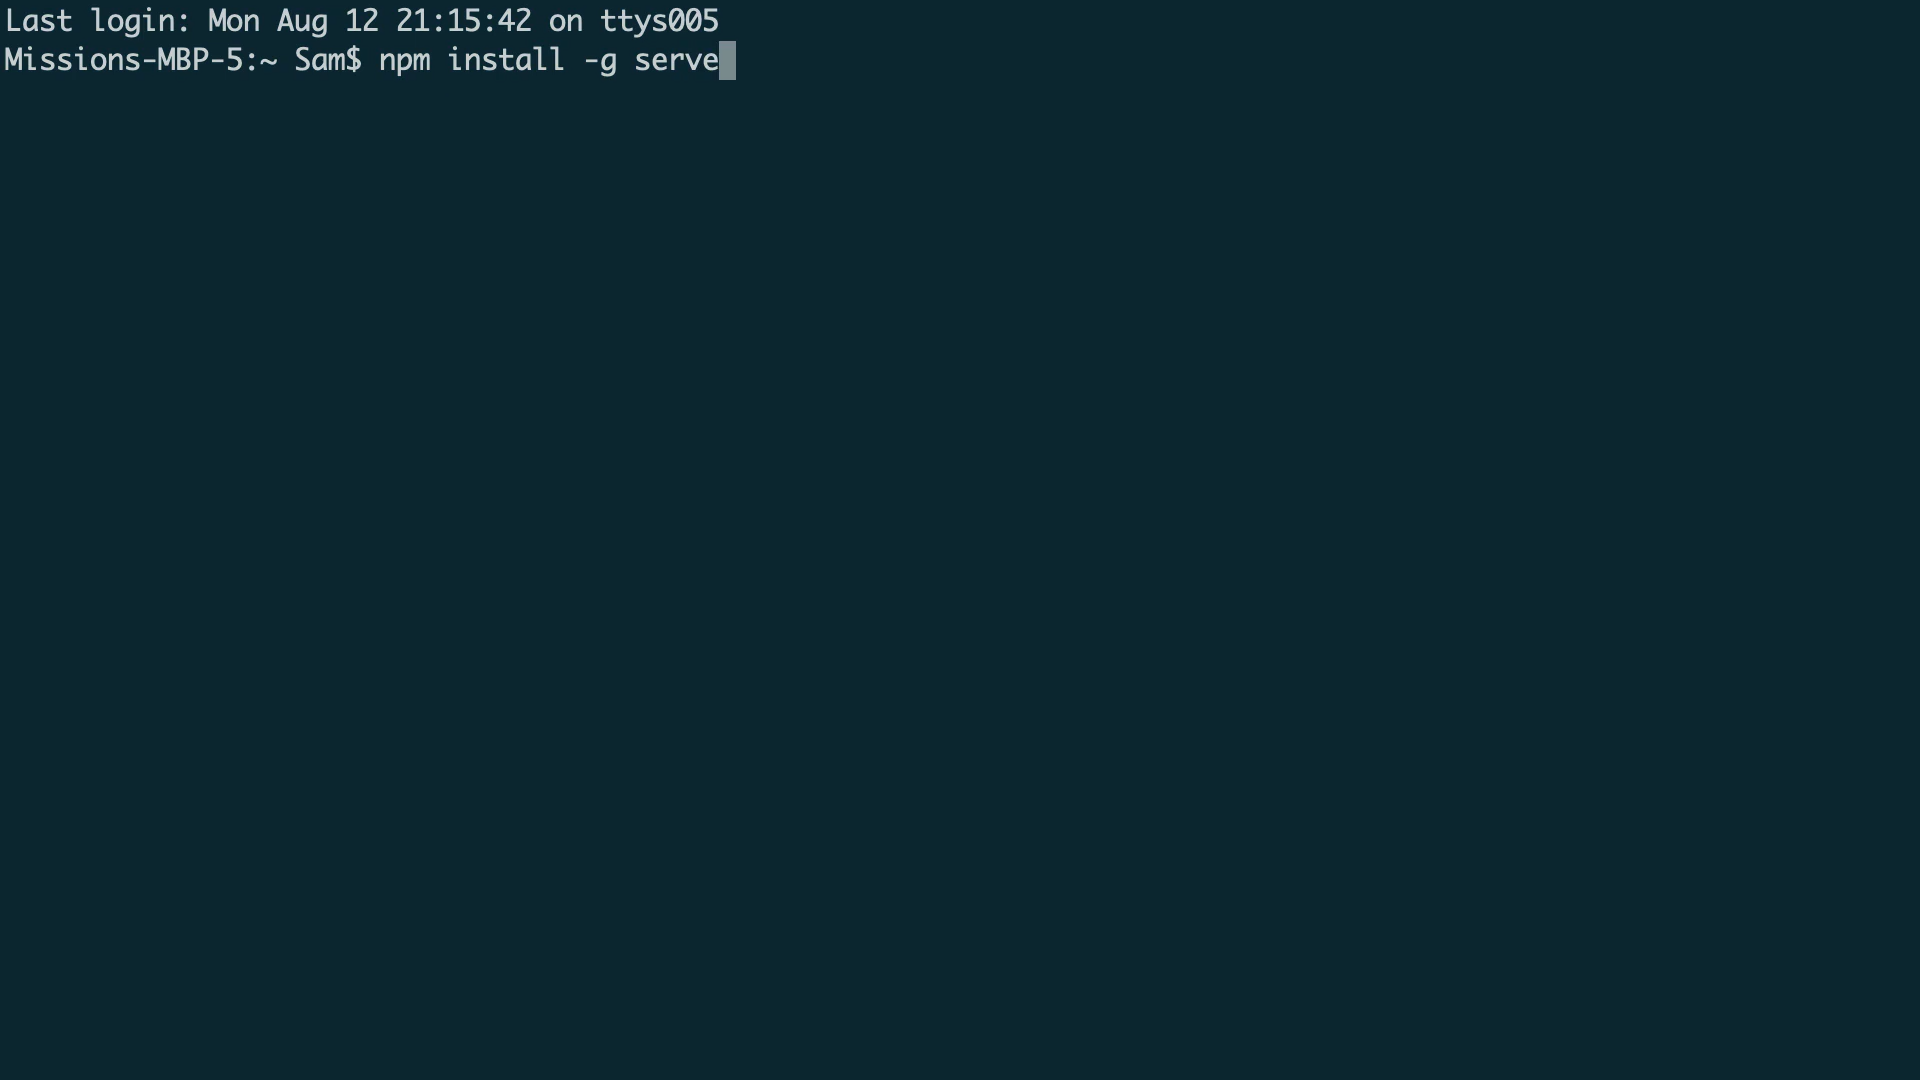 Last login: Mon Aug 12 21:15:42 on ttys005
Missions-MBP-5:~ Sam$ npm install -g serve